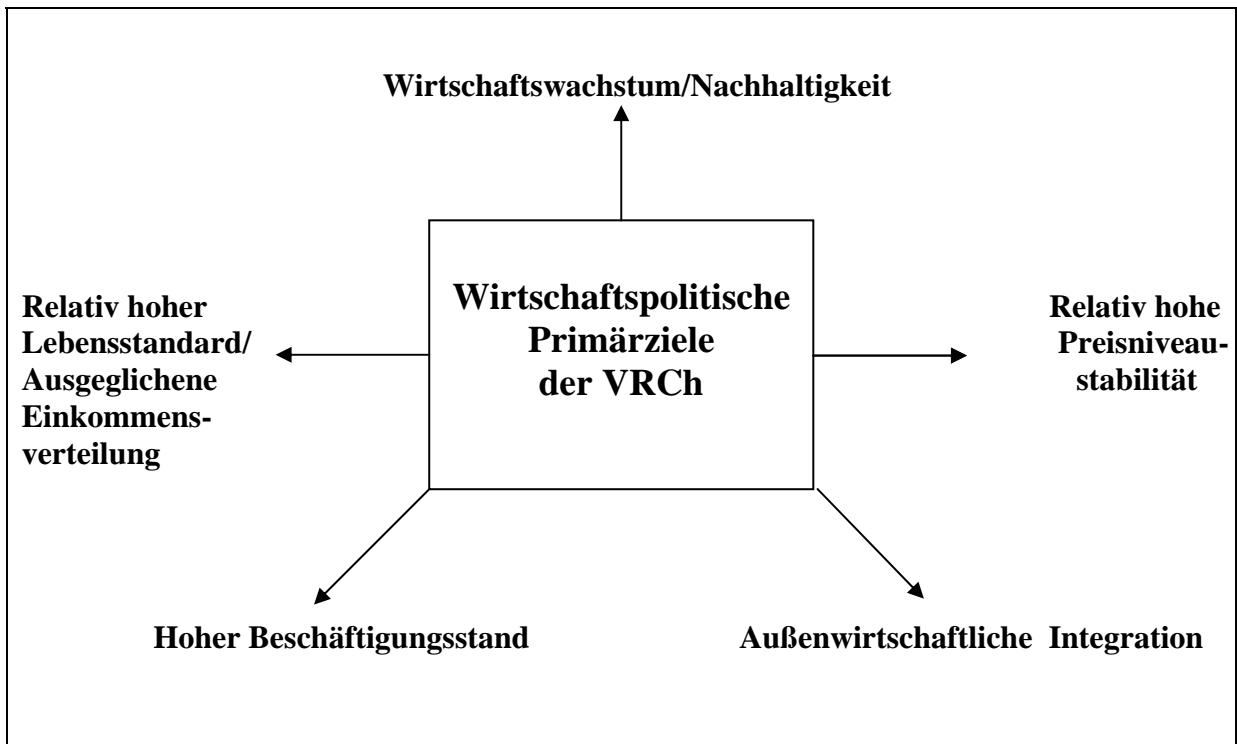 Wirtschaftswachstum/Nachhaltigkeit
Wirtschaftspolitische
Primärziele
der VRCh
Relativ hoher
Lebensstandard/
Ausgeglichene
Einkommens-
verteilung
Relativ hohe
Preisniveau-
stabilität
Hoher Beschäftigungsstand
Außenwirtschaftliche Integration